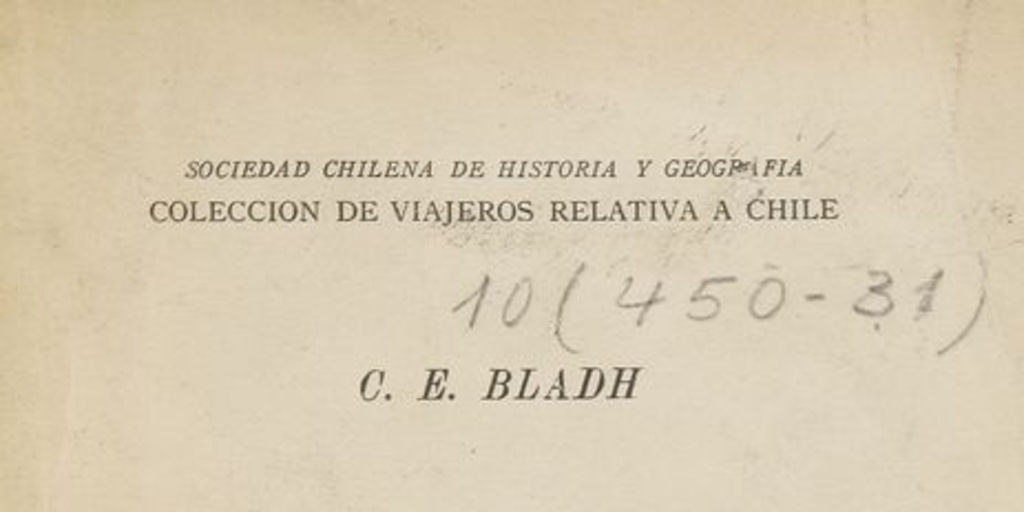 SOCIEDAD CHILENA DE HISTORIA Y GEOGRAFIA
COLECCION DE VIAJEROS RELATIVA A CHILE
10(450-31)
C. E. BLADH